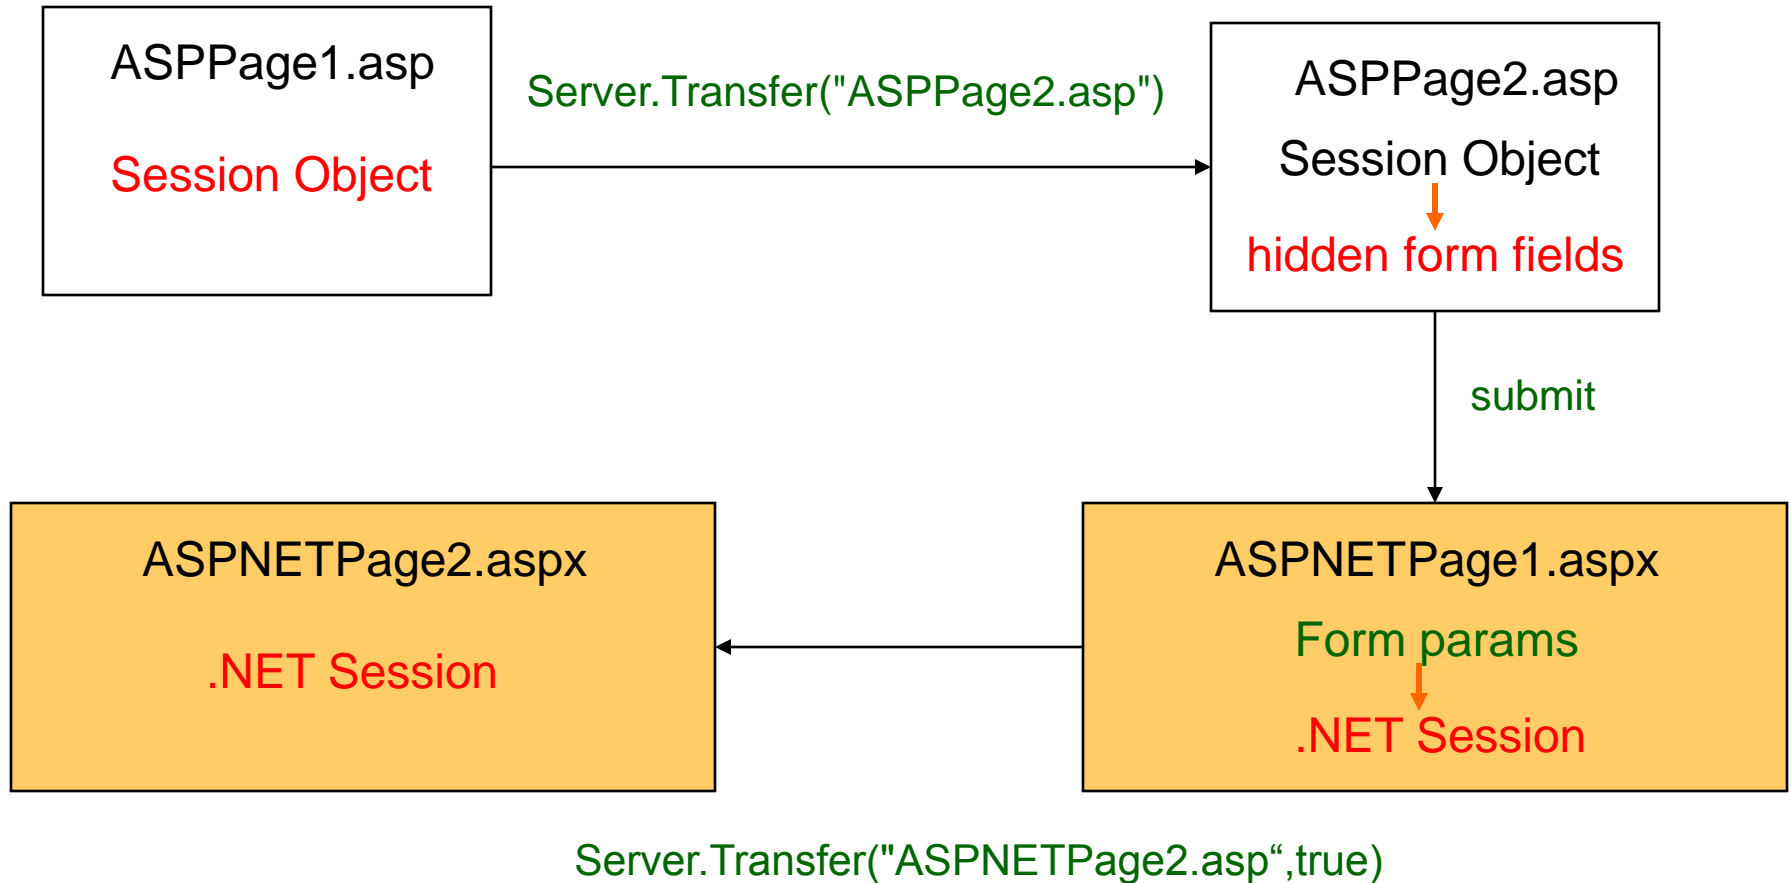 ASPPage1.asp
Session Object
Server.Transfer("ASPPage2.asp")
ASPPage2.asp
Session Object
hidden form fields
submit
ASPNETPage2.aspx
.NET Session
ASPNETPage1.aspx
Form params
.NET Session
Server.Transfer("ASPNETPage2.asp“,true)